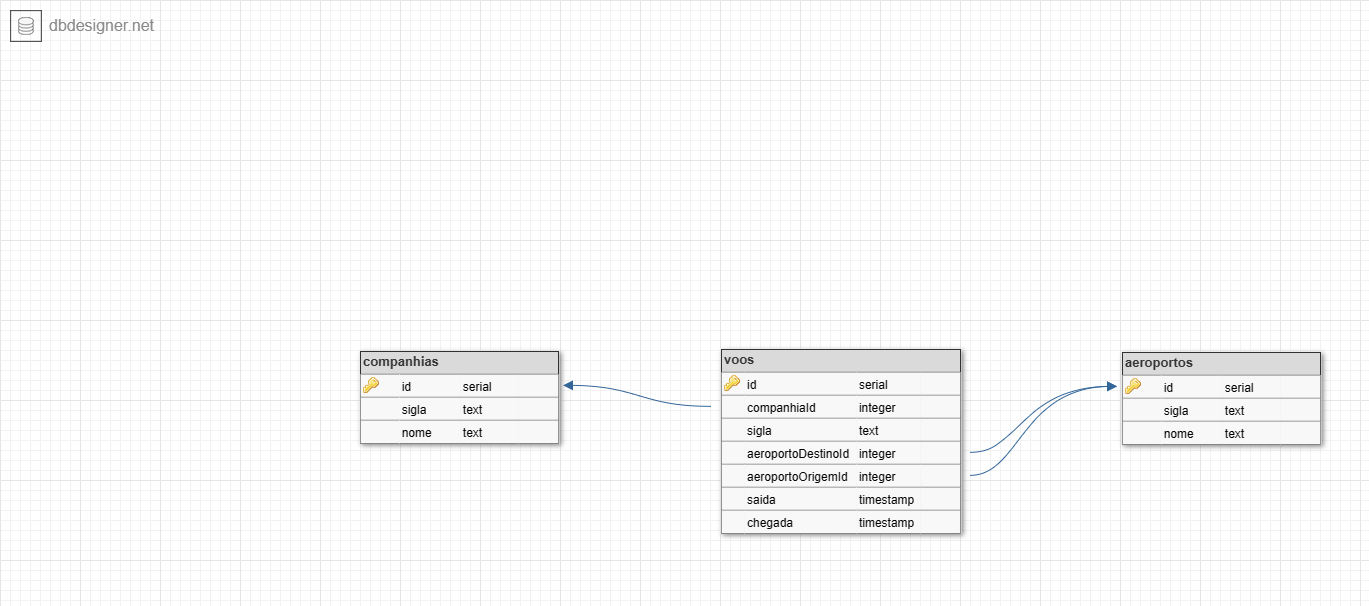 dbdesigner.net
companhias
id serial
sigla text
nome text
voos
id serial
companhiaId integer
sigla text
aeroportoDestinoId integer
aeroportoOrigemId integer
saida timestamp
chegada timestamp
aeroportos
id serial
sigla text
nome text